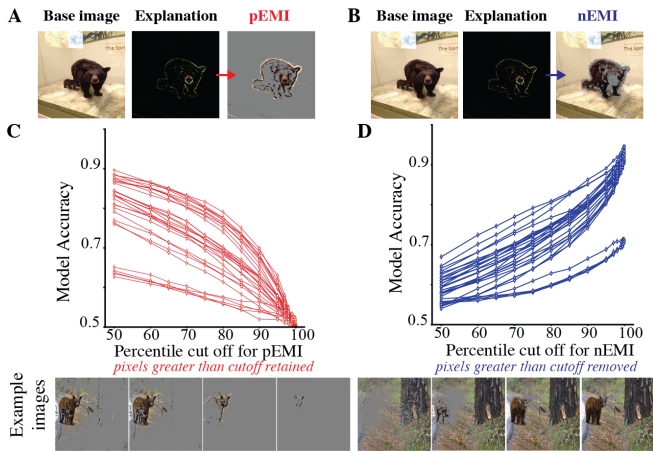 A
Base image
Explanation
pEMI
B
Base image
Explanation
nEMI
The Spri
The Spri
C
Model Accuracy
0.9
0.7
0.5
50 60 70 80 90 100
Percentile cut off for pEMI
pixels greater than cutoff retained
D
Model Accuracy
0.9
0.7
0.5
50 60 70 80 90 100
Percentile cut off for nEMI
pixels greater than cutoff removed
Example
images